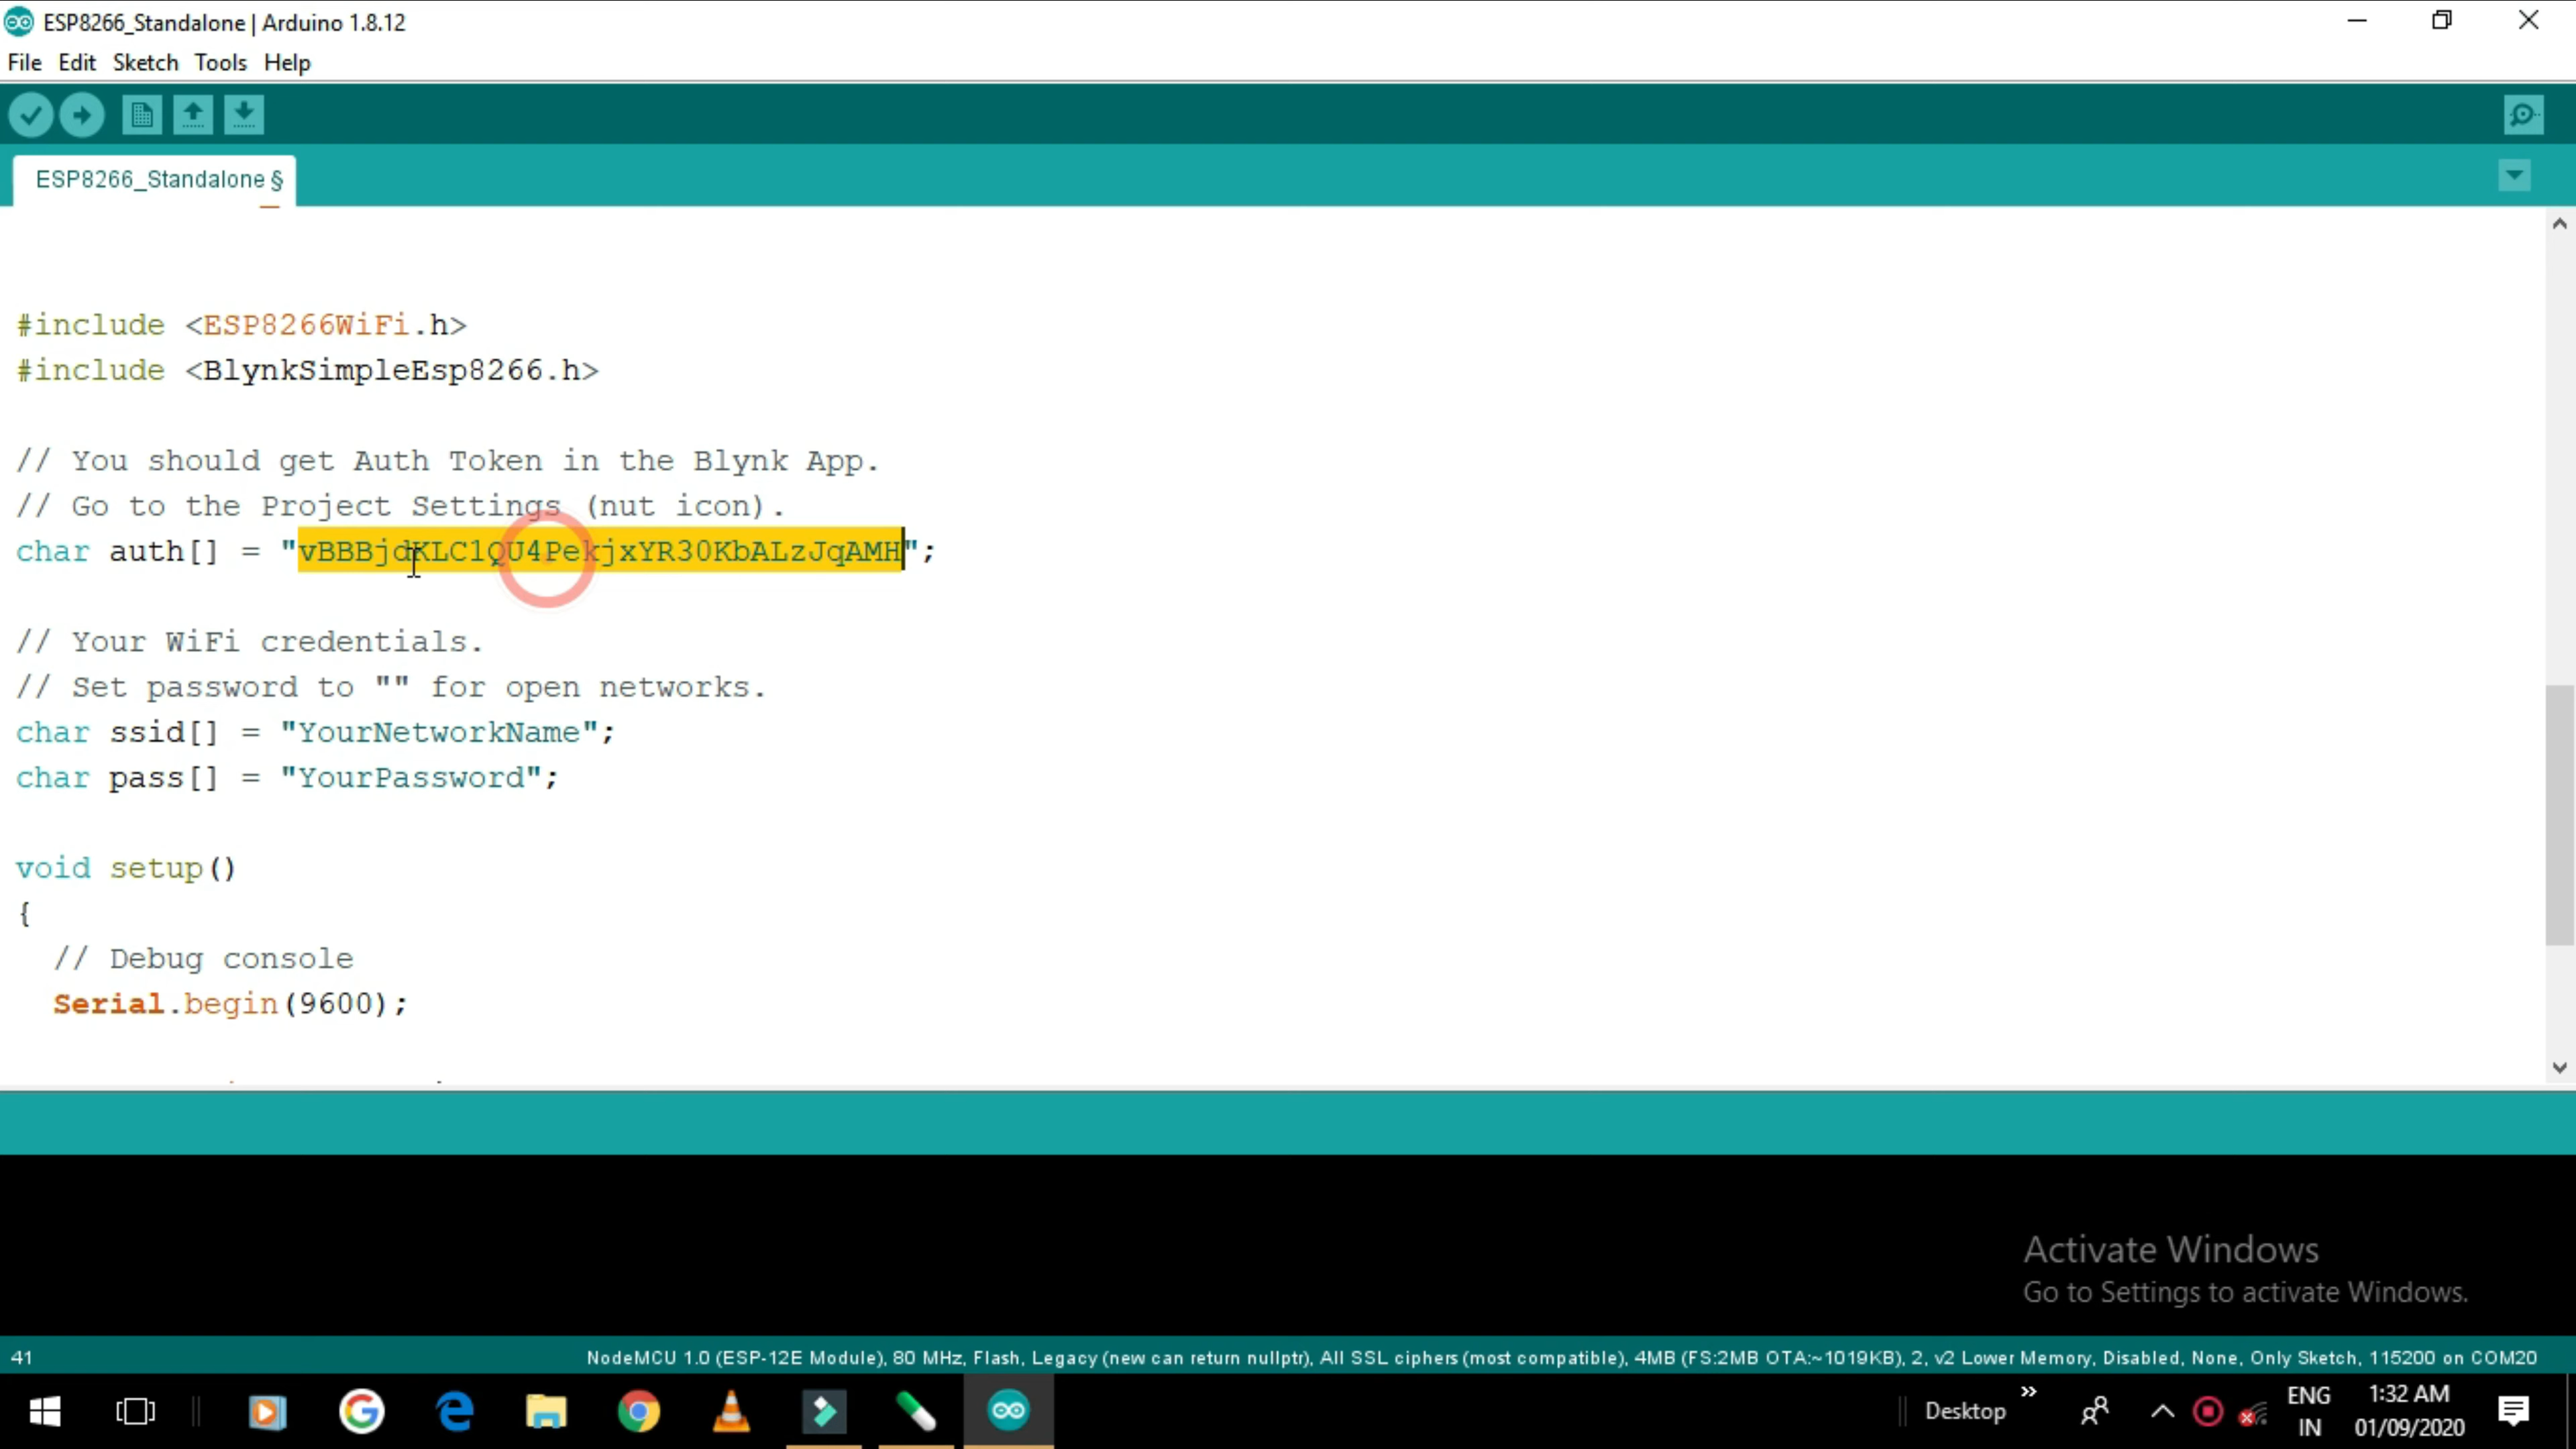 ESP8266_Standalone | Arduino 1.8.12
File Edit Sketch Tools Help
ESP8266_Standalone §
#include <ESP8266WiFi.h>
#include <BlynkSimpleEsp8266.h>
// You should get Auth Token in the Blynk App.
// Go to the Project Settings (nut icon).
char auth[] = "vBBBjdKLC1QU4PekjxYR30KbALzJqAMH";
// Your WiFi credentials.
// Set password to "" for open networks.
char ssid[] = "YourNetworkName";
char pass[] = "YourPassword";
void setup()
{
// Debug console
Serial.begin(9600);
Activate Windows
Go to Settings to activate Windows.
41 NodeMCU 1.0 (ESP-12E Module), 80 MHz, Flash, Legacy (new can return nullptr), All SSL ciphers (most compatible), 4MB (FS:2MB OTA:~1019KB), 2, v2 Lower Memory, Disabled, None, Only Sketch, 115200 on COM20
Desktop
ENG
IN
1:32 AM
01/09/2020